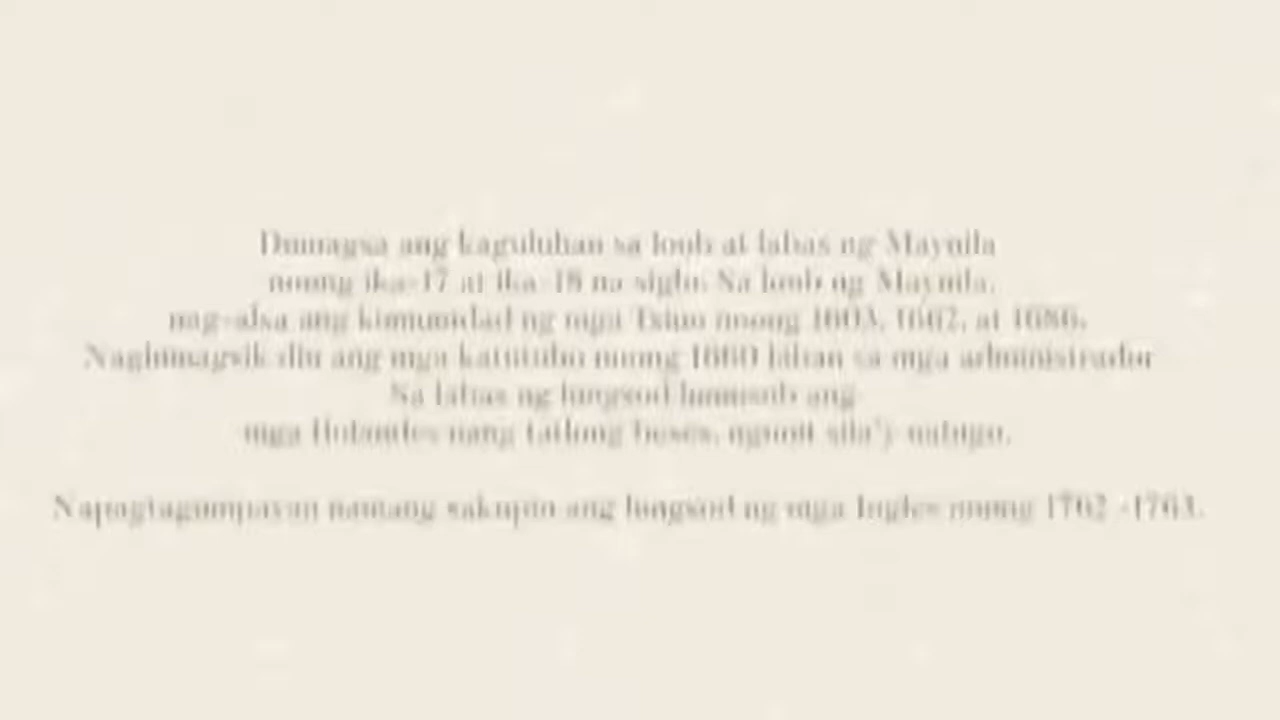 Dumagsa ang kaguluhan sa loob at labas ng Maynila
noong ika-17 at ika-18 na siglo. Sa loob ng Maynila,
nag-alsa ang komunidad ng mga Tsino noong 1603, 1662, at 1686.
Naghimagsik din ang mga katutubo noong 1660 laban sa mga administrador
Sa labas ng lungsod lumusob ang
mga Holandes nang tatlong beses, ngunit sila'y natugo.
Napagtagumpayan namang sakupin ang lungsod ng mga Ingles noong 1762 -1763.